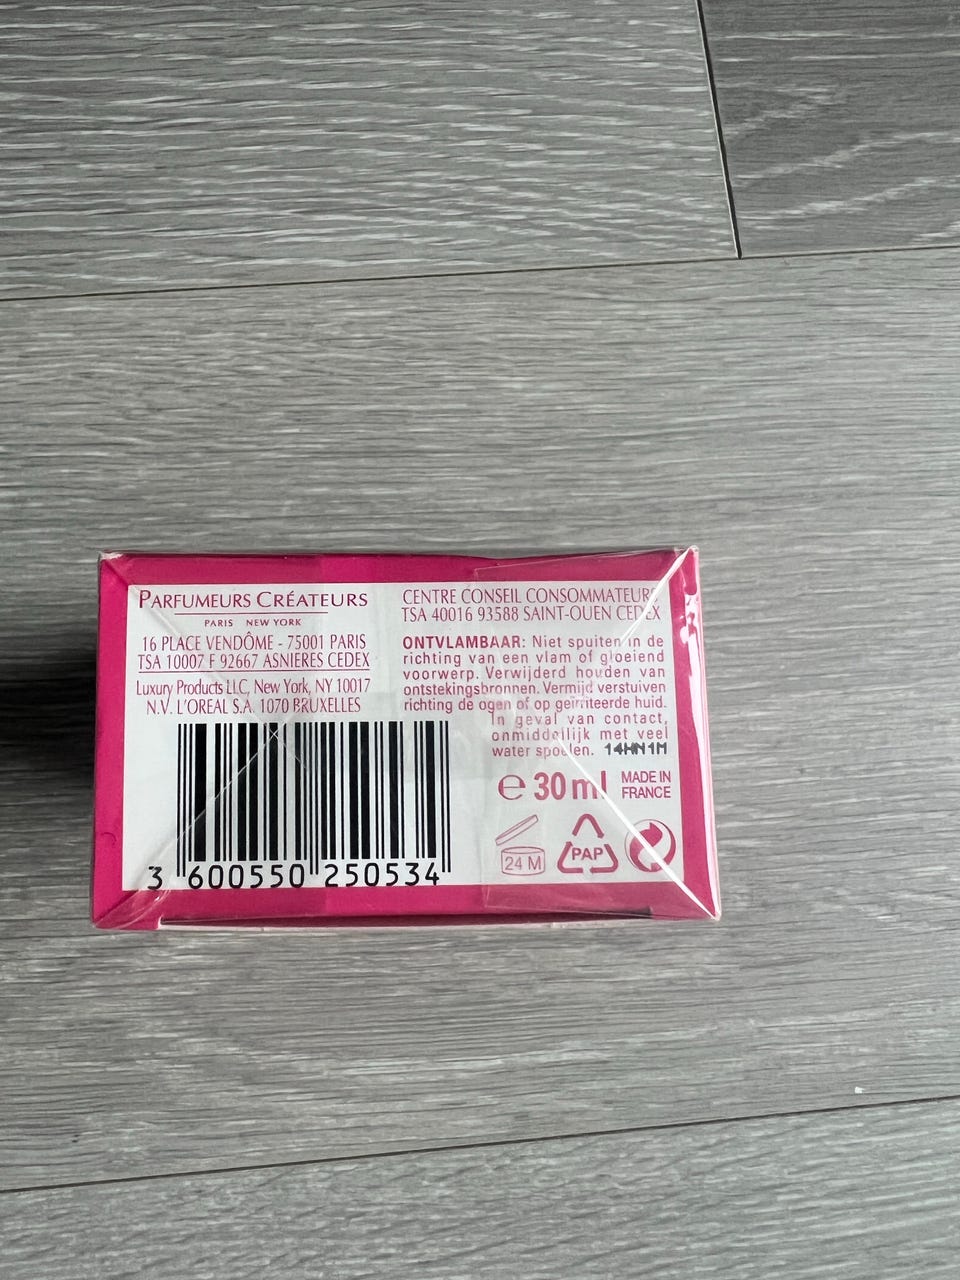 PARFUMEURS CRÉATEURS
PARIS NEW YORK
16 PLACE VENDÔME - 75001 PARIS
TSA 10007 F 92667 ASNIERES CEDEX
Luxury Products LLC, New York, NY 10017
N.V. L'OREAL S.A. 1070 BRUXELLES
CENTRE CONSEIL CONSOMMATEURS
TSA 40016 93588 SAINT-OUEN CEDEX
ONTVLAMBAAR: Niet spuiten in de
richting van een vlam of gloeiend
voorwerp. Verwijderd houden van
ontstekingsbronnen. Vermijd verstuiven
richting de ogen of op geïrriteerde huid.
In geval van contact,
onmiddellijk met veel
water spoelen. 14HN1M
e 30 ml MADE IN
FRANCE
24 M PAP
3 600550 250534